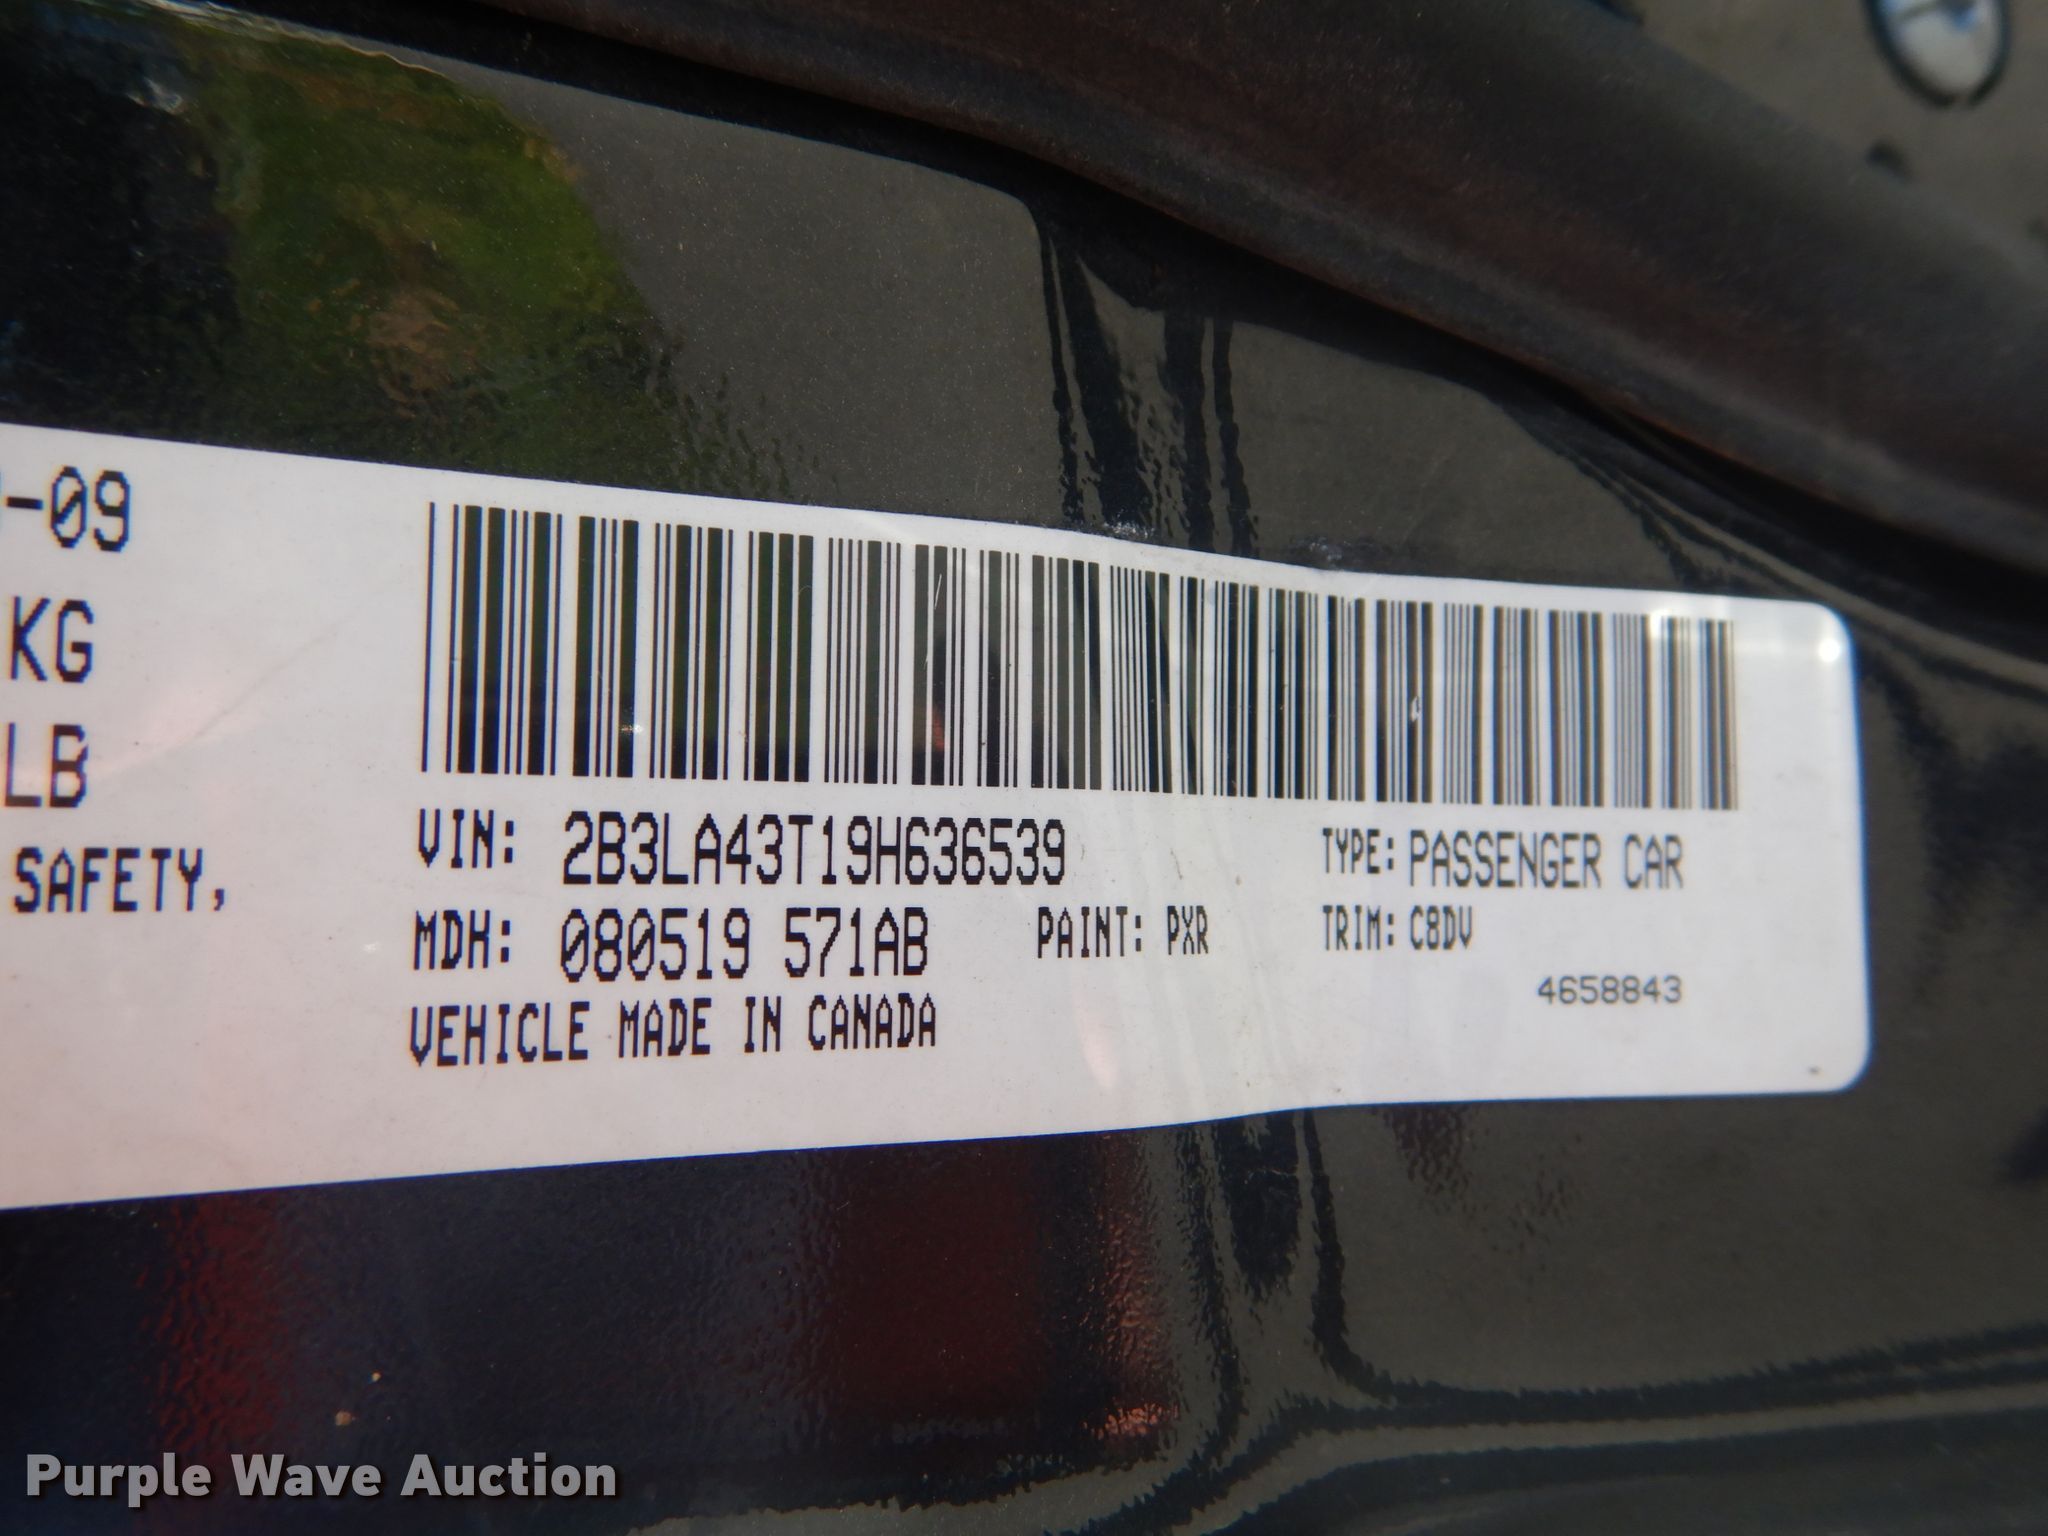 -09
KG
LB
SAFETY,
VIN: 2B3LA43T19H636539 TYPE: PASSENGER CAR
MDH: 080519 571AB PAINT: PXR TRIM: C8DV
4658843
VEHICLE MADE IN CANADA
Purple Wave Auction